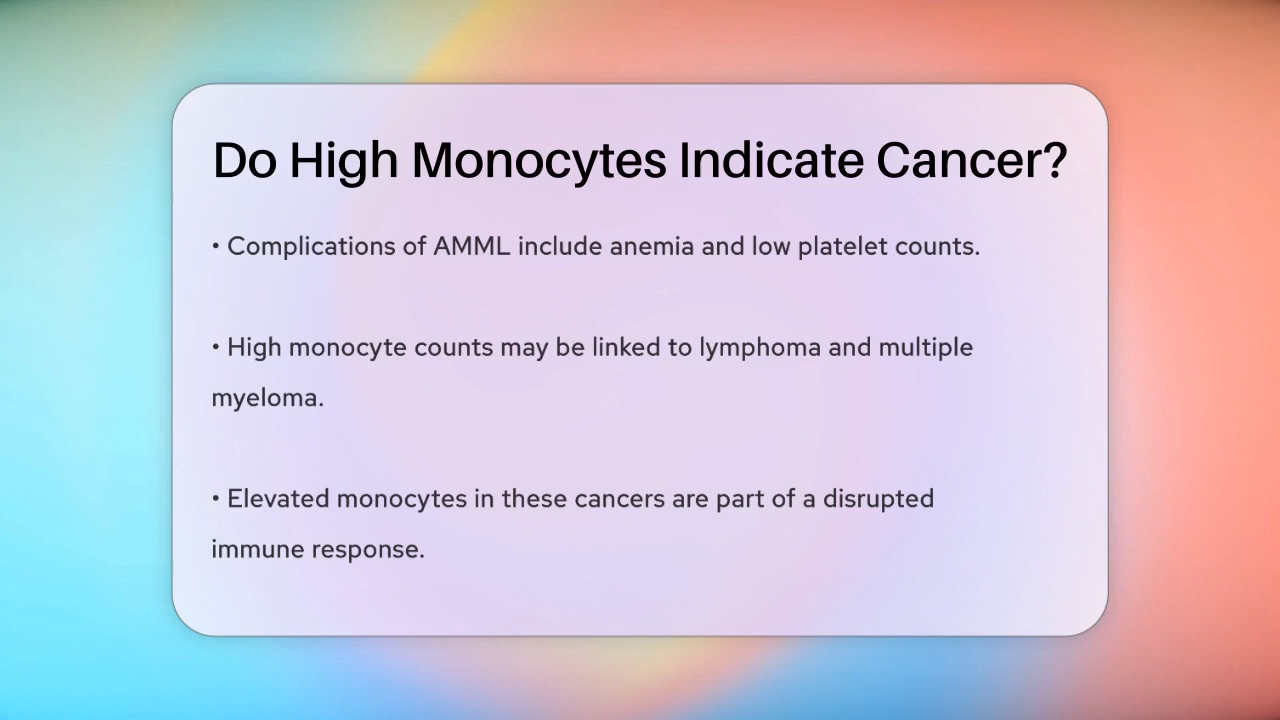 Do High Monocytes Indicate Cancer?
• Complications of AMML include anemia and low platelet counts.
• High monocyte counts may be linked to lymphoma and multiple
myeloma.
• Elevated monocytes in these cancers are part of a disrupted
immune response.